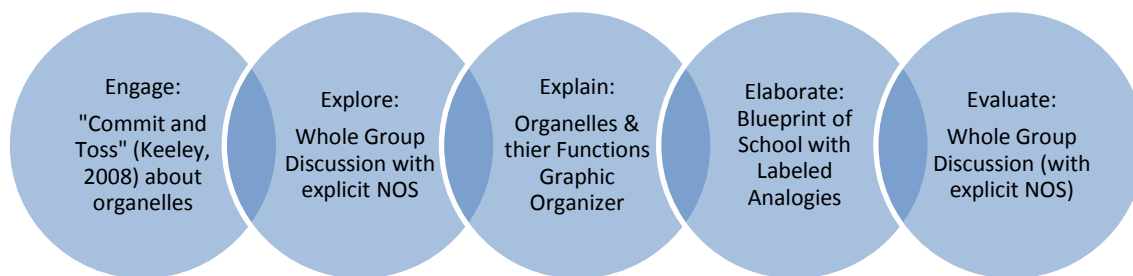 Engage:
"Commit and
Toss" (Keeley,
2008) about
organelles
Explore:
Whole Group
Discussion with
explicit NOS
Explain:
Organelles &
thier Functions
Graphic
Organizer
Elaborate:
Blueprint of
School with
Labeled
Analogies
Evaluate:
Whole Group
Discussion (with
explicit NOS)